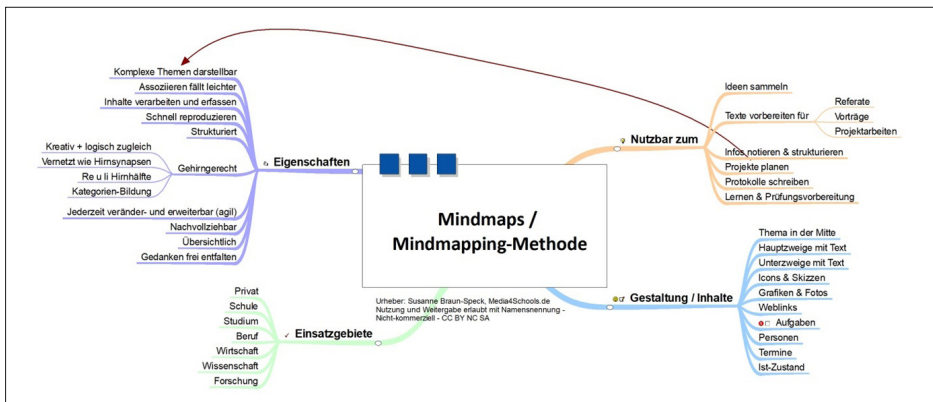 Mindmaps /
Mindmapping-Methode
Urheber: Susanne Braun-Speck, Media4Schools.de
Nutzung und Weitergabe erlaubt mit Namensnennung -
Nicht-kommerziell - CC BY NC SA
Eigenschaften
Komplexe Themen darstellbar
Assoziieren fällt leichter
Inhalte verarbeiten und erfassen
Schnell reproduzieren
Strukturiert
Gehirngerecht
Kreativ + logisch zugleich
Vernetzt wie Hirnsynapsen
Re u li Hirnhälfte
Kategorien-Bildung
Jederzeit veränder- und erweiterbar (agil)
Nachvollziehbar
Übersichtlich
Gedanken frei entfalten
Einsatzgebiete
Privat
Schule
Studium
Beruf
Wirtschaft
Wissenschaft
Forschung
Nutzbar zum
Ideen sammeln
Texte vorbereiten für
Referate
Vorträge
Projektarbeiten
Infos notieren & strukturieren
Projekte planen
Protokolle schreiben
Lernen & Prüfungsvorbereitung
Gestaltung / Inhalte
Thema in der Mitte
Hauptzweige mit Text
Unterzweige mit Text
Icons & Skizzen
Grafiken & Fotos
Weblinks
Aufgaben
Personen
Termine
Ist-Zustand